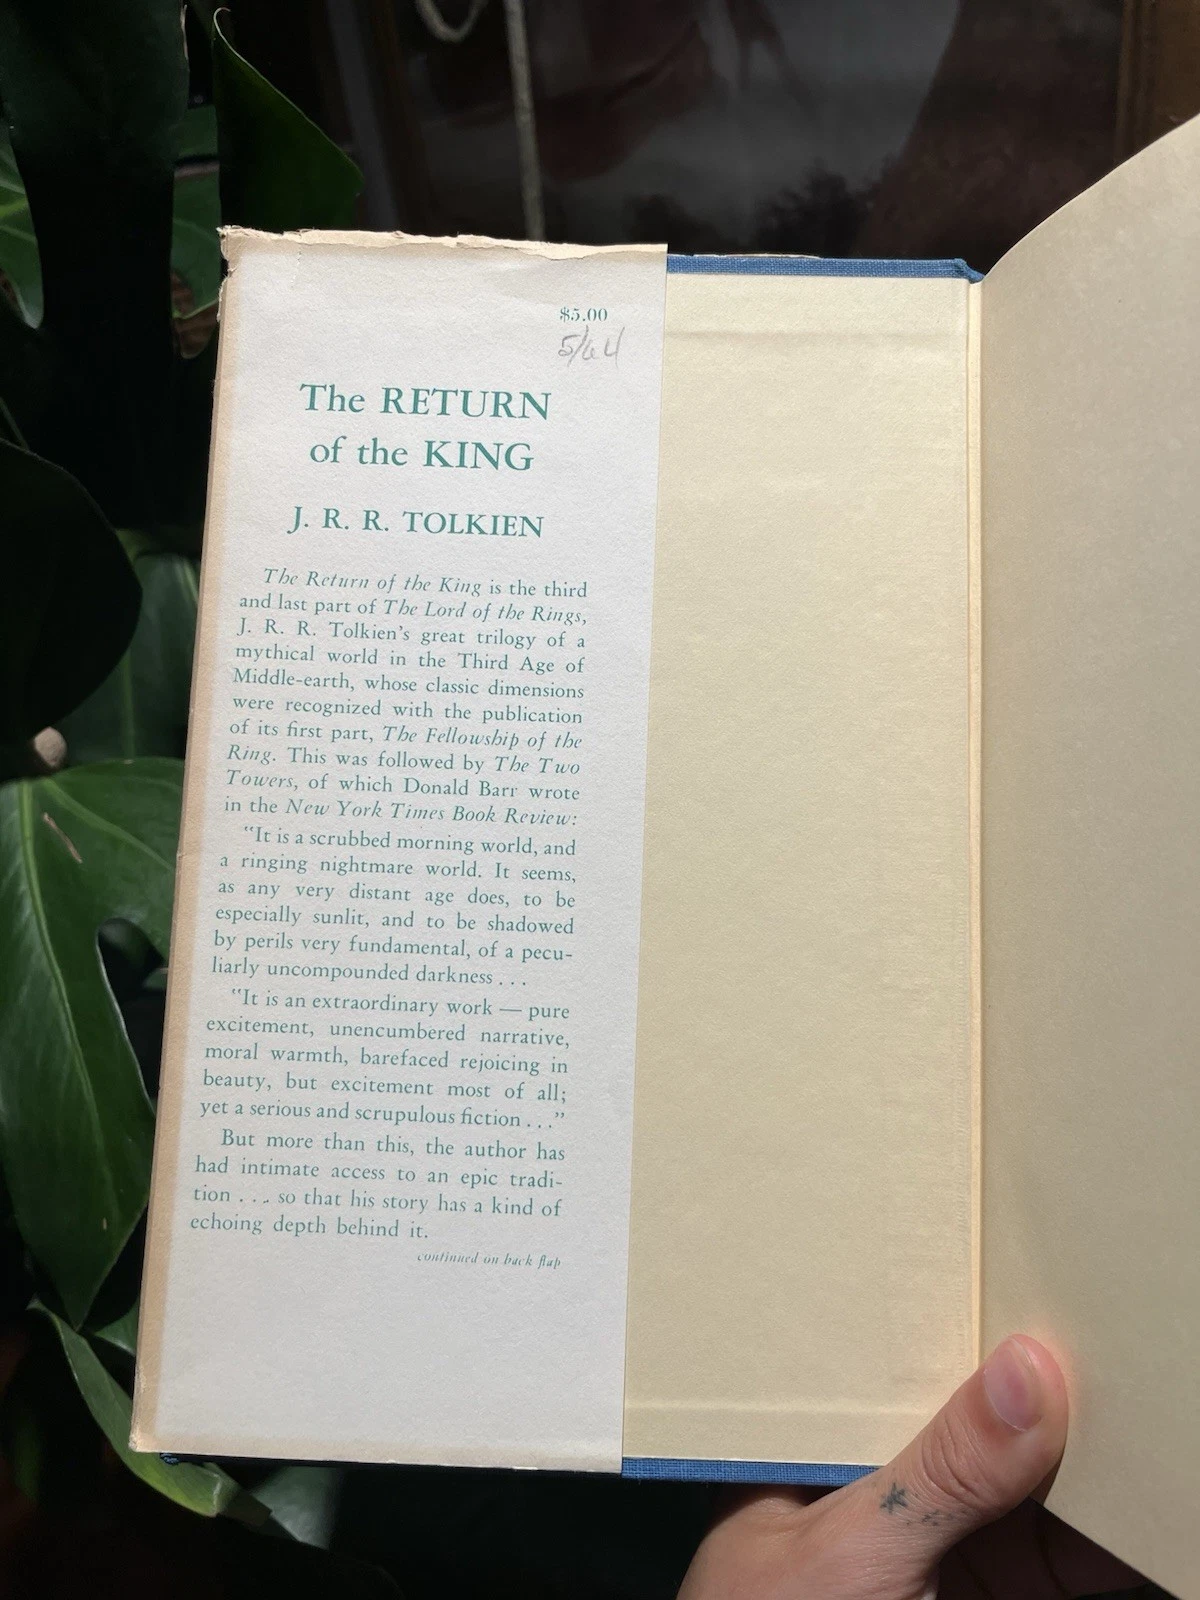 $5.00
5/64
The RETURN
of the KING
J. R. R. TOLKIEN
The Return of the King is the third
and last part of The Lord of the Rings,
J. R. R. Tolkien's great trilogy of a
mythical world in the Third Age of
Middle-earth, whose classic dimensions
were recognized with the publication
of its first part, The Fellowship of the
Ring. This was followed by The Two
Towers, of which Donald Barr wrote
in the New York Times Book Review:
"It is a scrubbed morning world, and
a ringing nightmare world. It seems,
as any very distant age does, to be
especially sunlit, and to be shadowed
by perils very fundamental, of a pecu-
liarly uncompounded darkness . . .
"It is an extraordinary work — pure
excitement, unencumbered narrative,
moral warmth, barefaced rejoicing in
beauty, but excitement most of all;
yet a serious and scrupulous fiction . . ."
But more than this, the author has
had intimate access to an epic tradi-
tion . . . so that his story has a kind of
echoing depth behind it.
continued on back flap